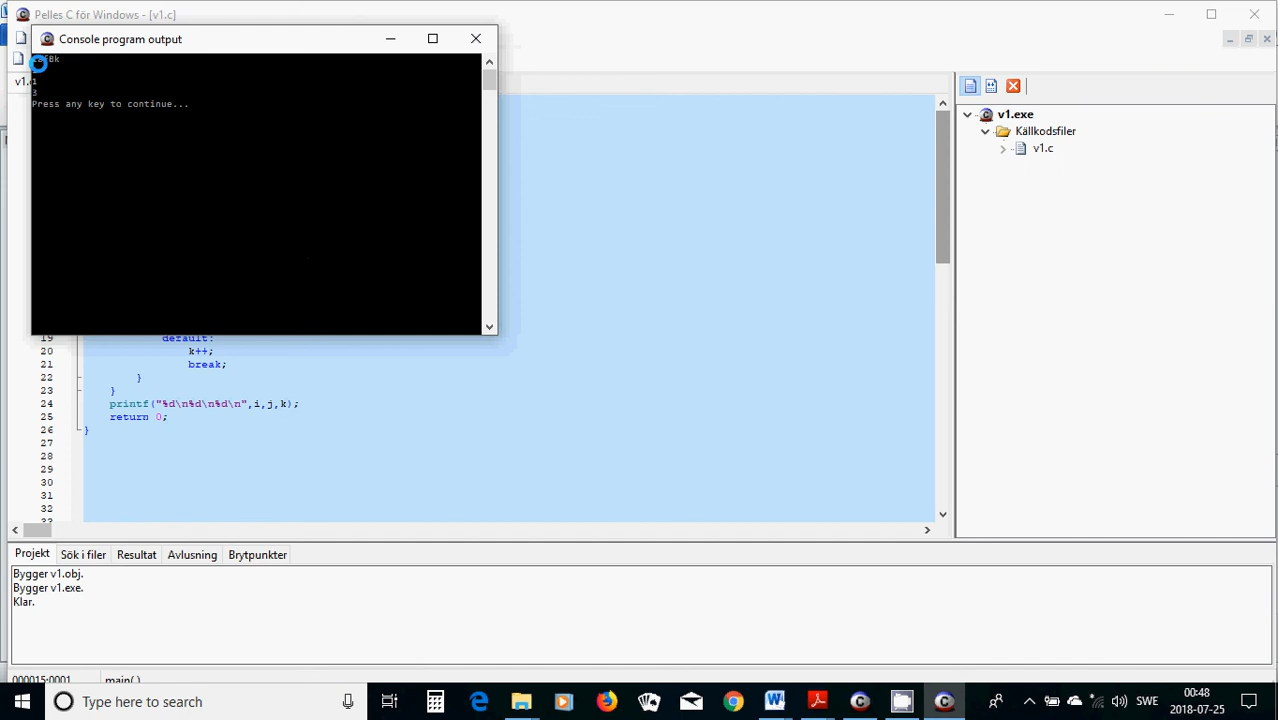 Pelles C för Windows - [v1.c]
Console program output
1
3
Press any key to continue...
v1.
19 default:
20 k++;
21 break;
22 }
23 }
24 printf("%d\n%d\n%d\n",i,j,k);
25 return 0;
26 }
27
28
29
30
31
32
33
v1.exe
Källkodsfiler
v1.c
Projekt Sök i filer Resultat Avlusning Brytpunkter
Bygger v1.obj.
Bygger v1.exe.
Klar.
000015:0001 main( )
Type here to search
SWE
00:48
2018-07-25